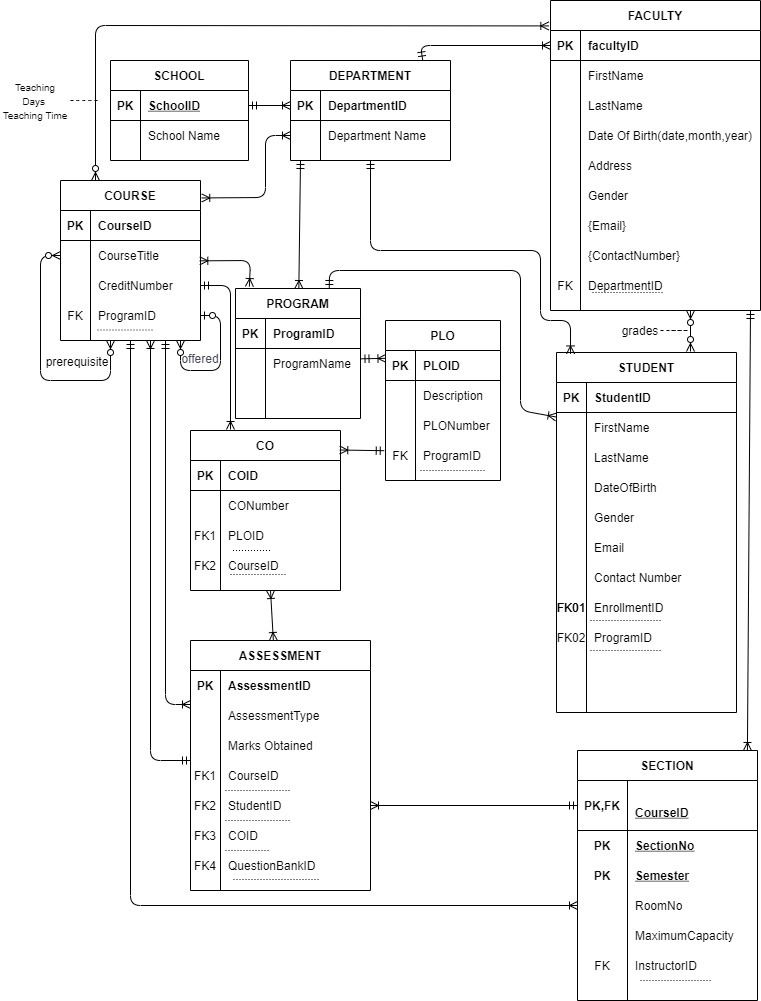 FACULTY
PK facultyID
FirstName
LastName
Date Of Birth(date,month,year)
Address
Gender
{Email}
{ContactNumber}
FK DepartmentID
SCHOOL
PK SchoolID
School Name
DEPARTMENT
PK DepartmentID
Department Name
Teaching
Days
Teaching Time
COURSE
PK CourseID
CourseTitle
CreditNumber
FK ProgramID
prerequisite
offered
PROGRAM
PK ProgramID
ProgramName
PLO
PK PLOID
Description
PLONumber
FK ProgramID
grades
STUDENT
PK StudentID
FirstName
LastName
DateOfBirth
Gender
Email
Contact Number
FK01 EnrollmentID
FK02 ProgramID
CO
PK COID
CONumber
FK1 PLOID
FK2 CourseID
ASSESSMENT
PK AssessmentID
AssessmentType
Marks Obtained
FK1 CourseID
FK2 StudentID
FK3 COID
FK4 QuestionBankID
SECTION
PK,FK CourseID
PK SectionNo
PK Semester
RoomNo
MaximumCapacity
FK InstructorID